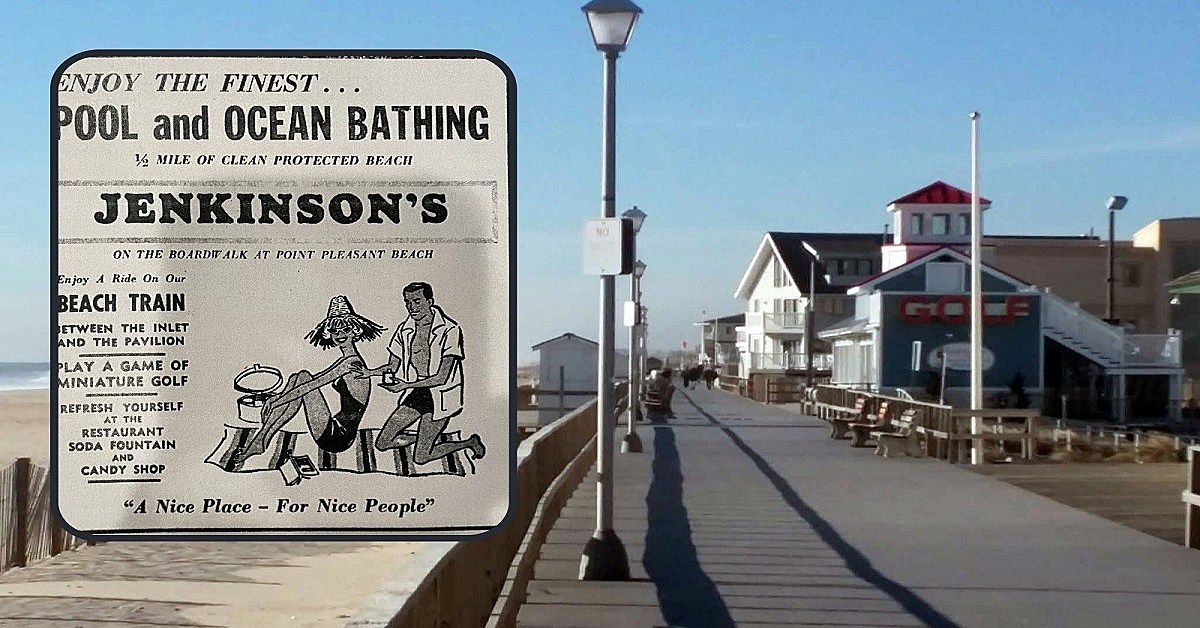 ENJOY THE FINEST...
POOL and OCEAN BATHING
½ MILE OF CLEAN PROTECTED BEACH
JENKINSON'S
ON THE BOARDWALK AT POINT PLEASANT BEACH
Enjoy A Ride On Our
BEACH TRAIN
BETWEEN THE INLET
AND THE PAVILION
PLAY A GAME OF
MINIATURE GOLF
REFRESH YOURSELF
AT THE
RESTAURANT
SODA FOUNTAIN
AND
CANDY SHOP
"A Nice Place – For Nice People"
NO
GOLF